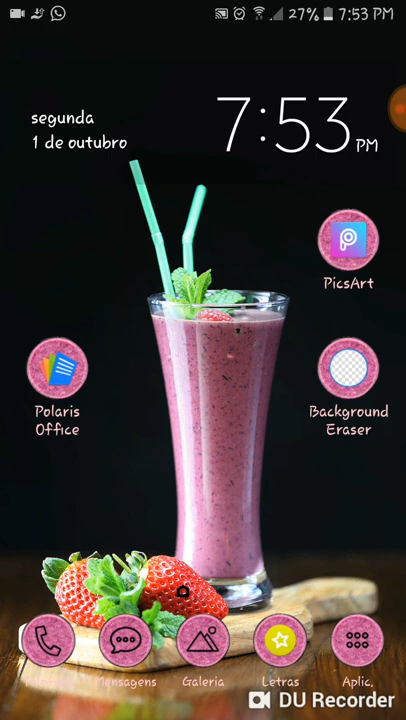 27% 7:53 PM
segunda
1 de outubro
7:53 PM
PicsArt
Polaris
Office
Background
Eraser
Mensagens
Galeria
Letras
Aplic.
DU Recorder